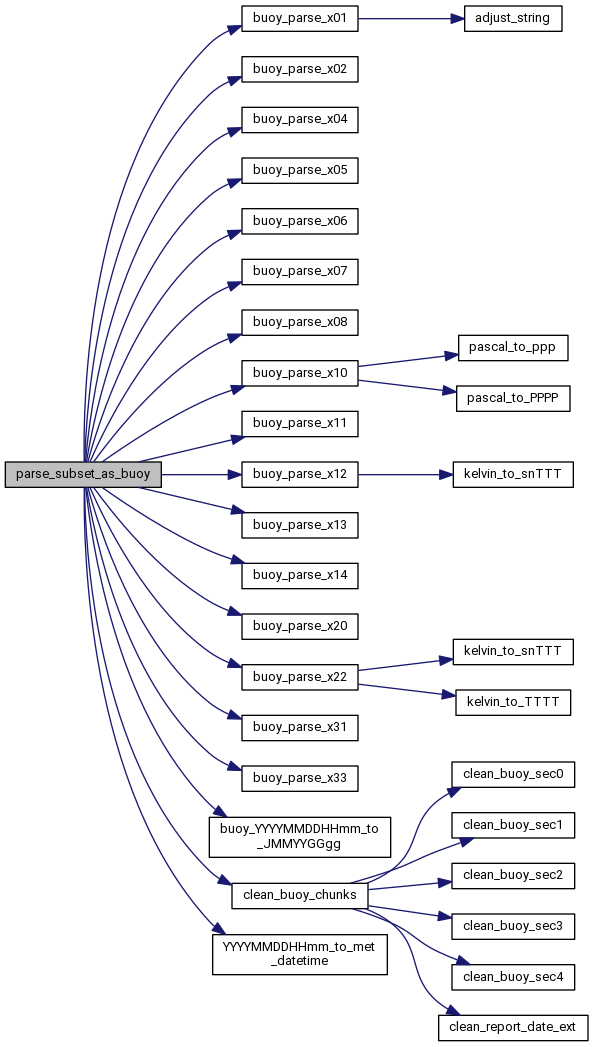 parse_subset_as_buoy
buoy_parse_x01
adjust_string
buoy_parse_x02
buoy_parse_x04
buoy_parse_x05
buoy_parse_x06
buoy_parse_x07
buoy_parse_x08
buoy_parse_x10
pascal_to_ppp
pascal_to_PPPP
buoy_parse_x11
buoy_parse_x12
kelvin_to_snTTT
buoy_parse_x13
buoy_parse_x14
buoy_parse_x20
buoy_parse_x22
kelvin_to_snTTT
kelvin_to_TTTT
buoy_parse_x31
buoy_parse_x33
buoy_YYYYMMDDHHmm_to
_JMMYYGGgg
clean_buoy_chunks
clean_buoy_sec0
clean_buoy_sec1
clean_buoy_sec2
clean_buoy_sec3
clean_buoy_sec4
clean_report_date_ext
YYYYMMDDHHmm_to_met
_datetime